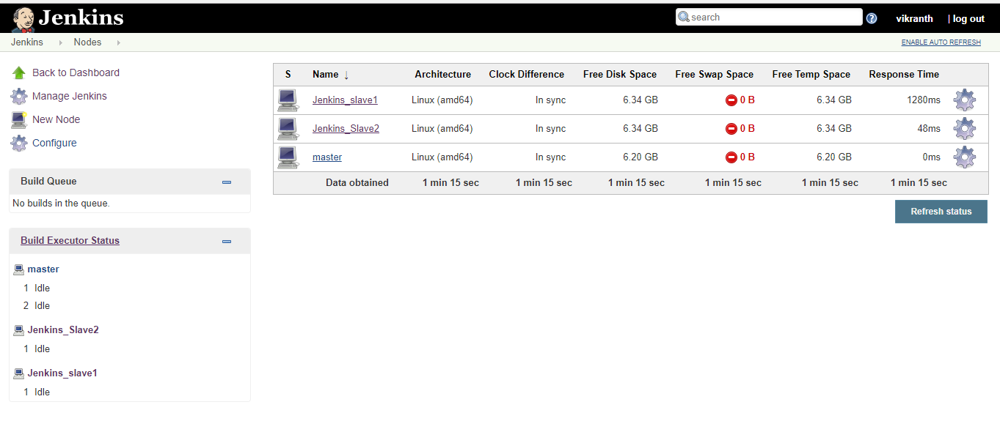 Jenkins
search
vikranth
| log out
Jenkins
Nodes
ENABLE AUTO REFRESH
Back to Dashboard
Manage Jenkins
New Node
Configure
Build Queue
No builds in the queue.
Build Executor Status
master
1 Idle
2 Idle
Jenkins_Slave2
1 Idle
Jenkins_slave1
1 Idle
S Name ↓ Architecture Clock Difference Free Disk Space Free Swap Space Free Temp Space Response Time
Jenkins_slave1 Linux (amd64) In sync 6.34 GB 0 B 6.34 GB 1280ms
Jenkins_Slave2 Linux (amd64) In sync 6.34 GB 0 B 6.34 GB 48ms
master Linux (amd64) In sync 6.20 GB 0 B 6.20 GB 0ms
Data obtained 1 min 15 sec 1 min 15 sec 1 min 15 sec 1 min 15 sec 1 min 15 sec 1 min 15 sec
Refresh status